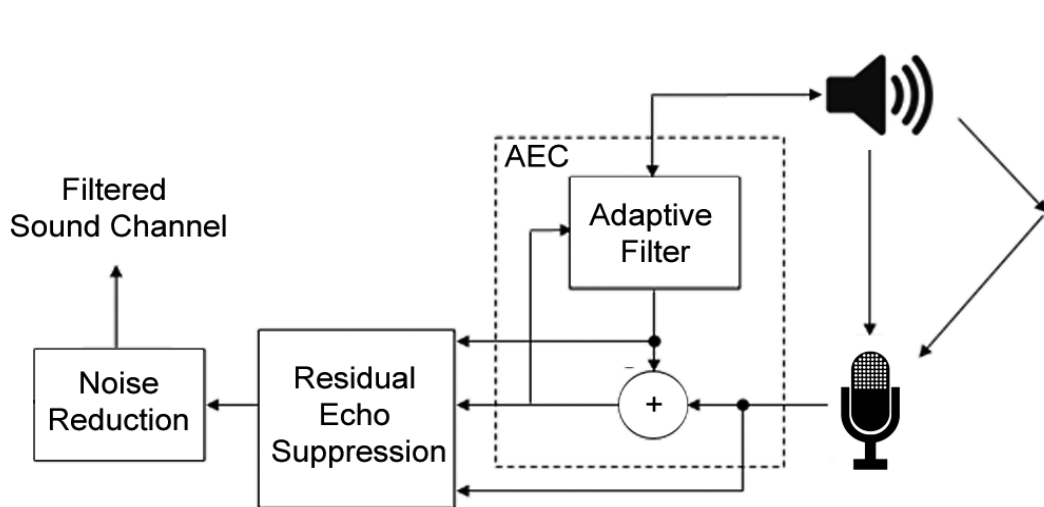 AEC
Adaptive
Filter
Filtered
Sound Channel
–
+
Residual
Echo
Suppression
Noise
Reduction